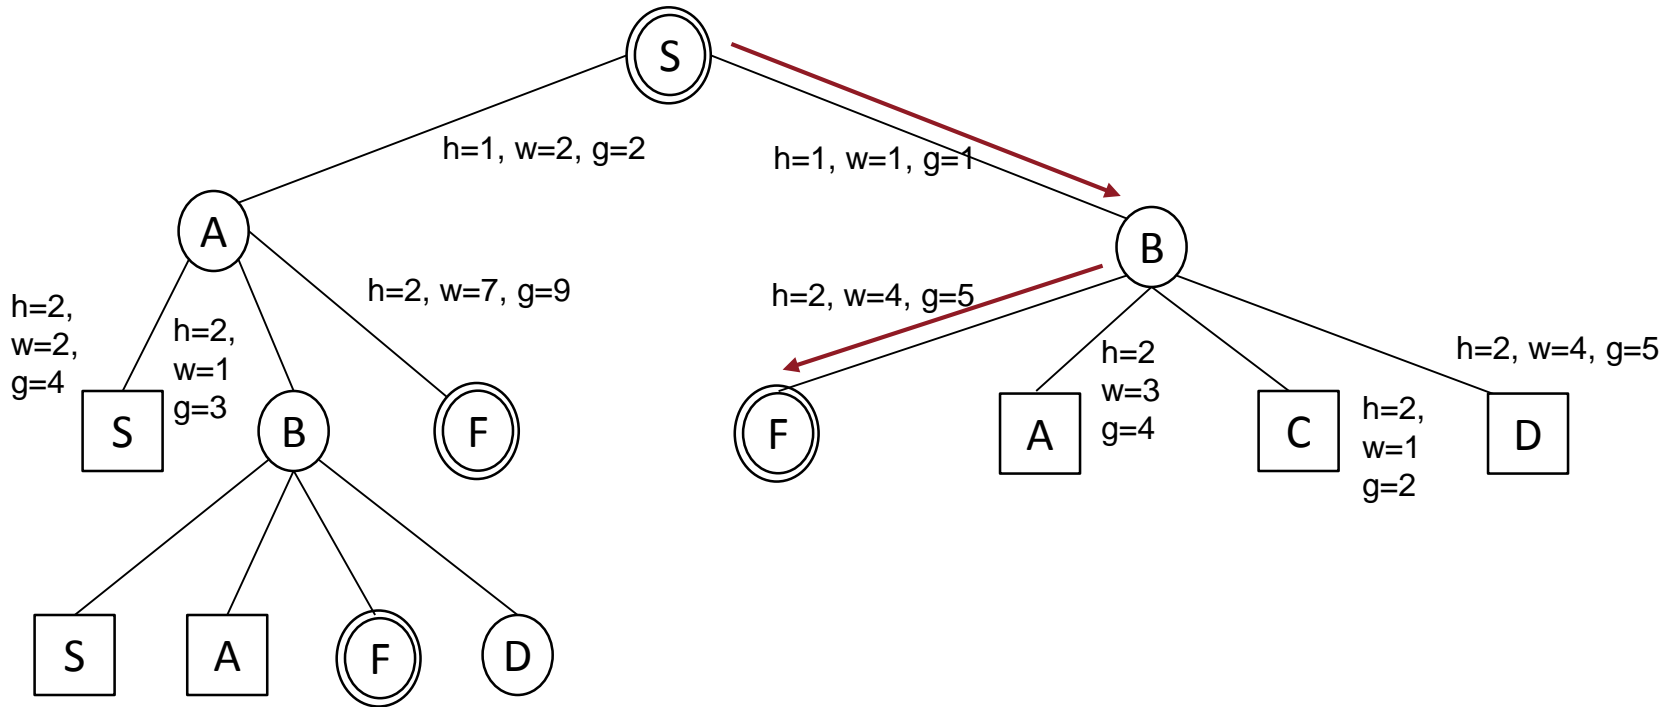 S
h=1, w=2, g=2
h=1, w=1, g=1
A
B
h=2,
w=2,
g=4
h=2,
w=1
g=3
h=2, w=7, g=9
h=2, w=4, g=5
h=2
w=3
g=4
h=2,
w=1
g=2
h=2, w=4, g=5
S
B
F
F
A
C
D
S
A
F
D